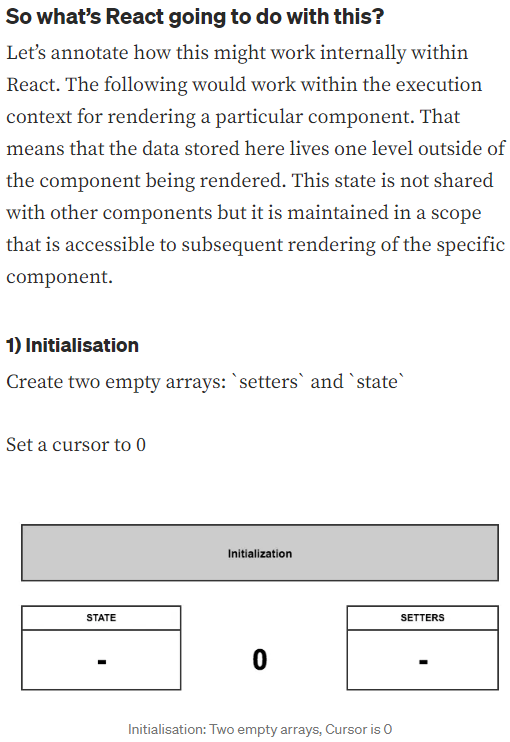 So what’s React going to do with this?
Let’s annotate how this might work internally within
React. The following would work within the execution
context for rendering a particular component. That
means that the data stored here lives one level outside of
the component being rendered. This state is not shared
with other components but it is maintained in a scope
that is accessible to subsequent rendering of the specific
component.
1) Initialisation
Create two empty arrays: `setters` and `state`
Set a cursor to 0
Initialization
STATE
SETTERS
-
0
-
Initialisation: Two empty arrays, Cursor is 0